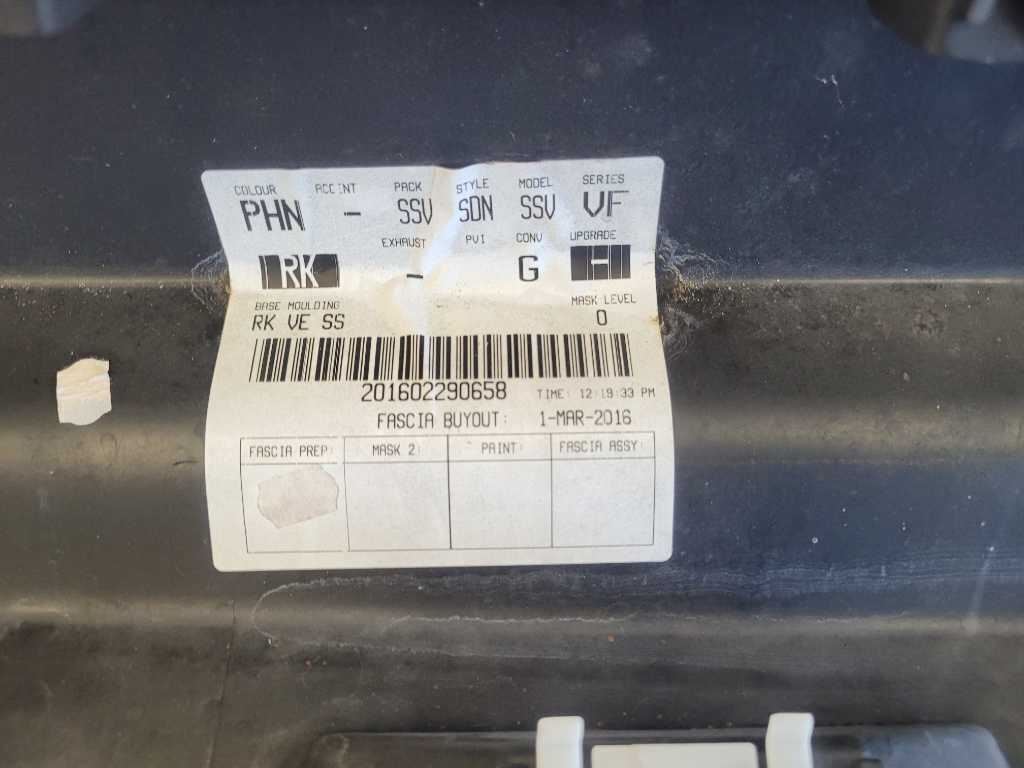 COLOUR ACCENT PACK STYLE MODEL SERIES
PHN - SSV SDN SSV VF
EXHAUST PVI CONV UPGRADE
RK - G -
BASE MOULDING MASK LEVEL
RK VE SS 0
201602290658 TIME: 12:19:33 PM
FASCIA BUYOUT: 1-MAR-2016
FASCIA PREP: MASK 2: PAINT: FASCIA ASSY: